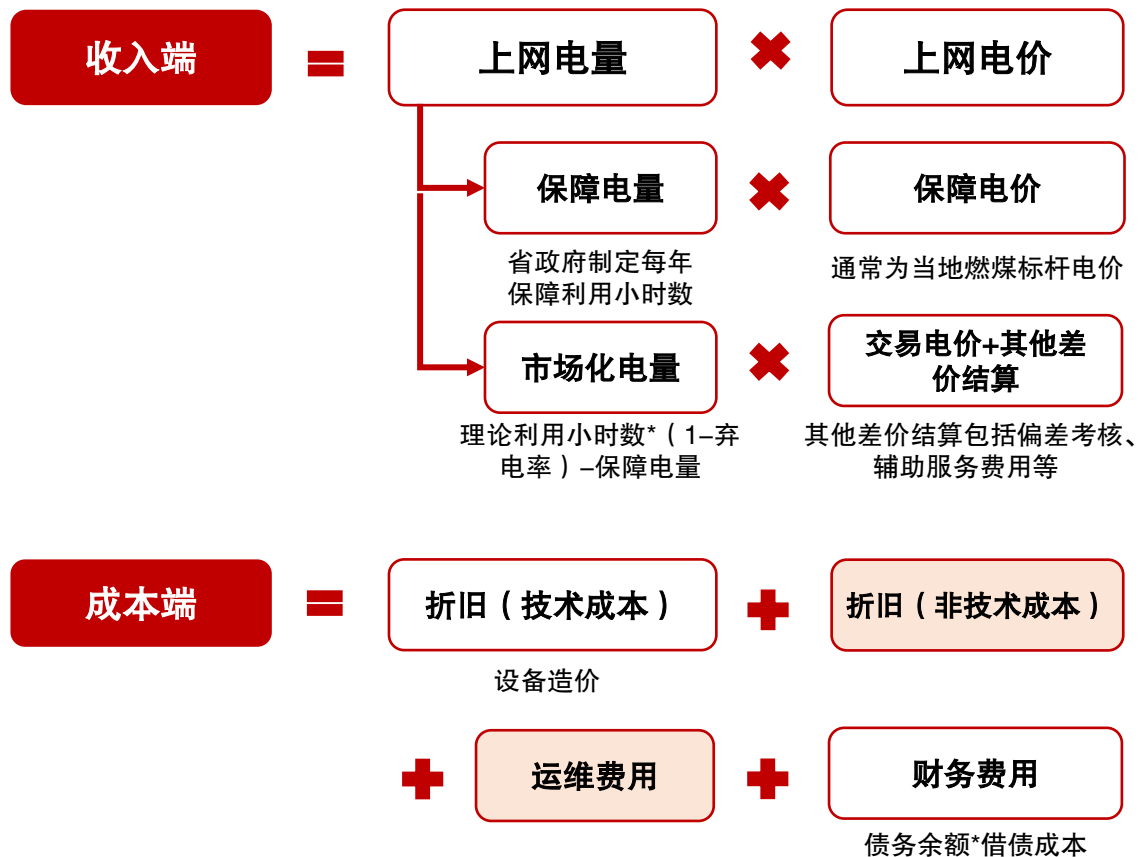 收入端
上网电量
上网电价
保障电量
保障电价
省政府制定每年
保障利用小时数
通常为当地燃煤标杆电价
市场化电量
交易电价+其他差
价结算
理论利用小时数*（1–弃
电率）–保障电量
其他差价结算包括偏差考核、
辅助服务费用等
成本端
折旧（技术成本）
折旧（非技术成本）
设备造价
运维费用
财务费用
债务余额*借债成本